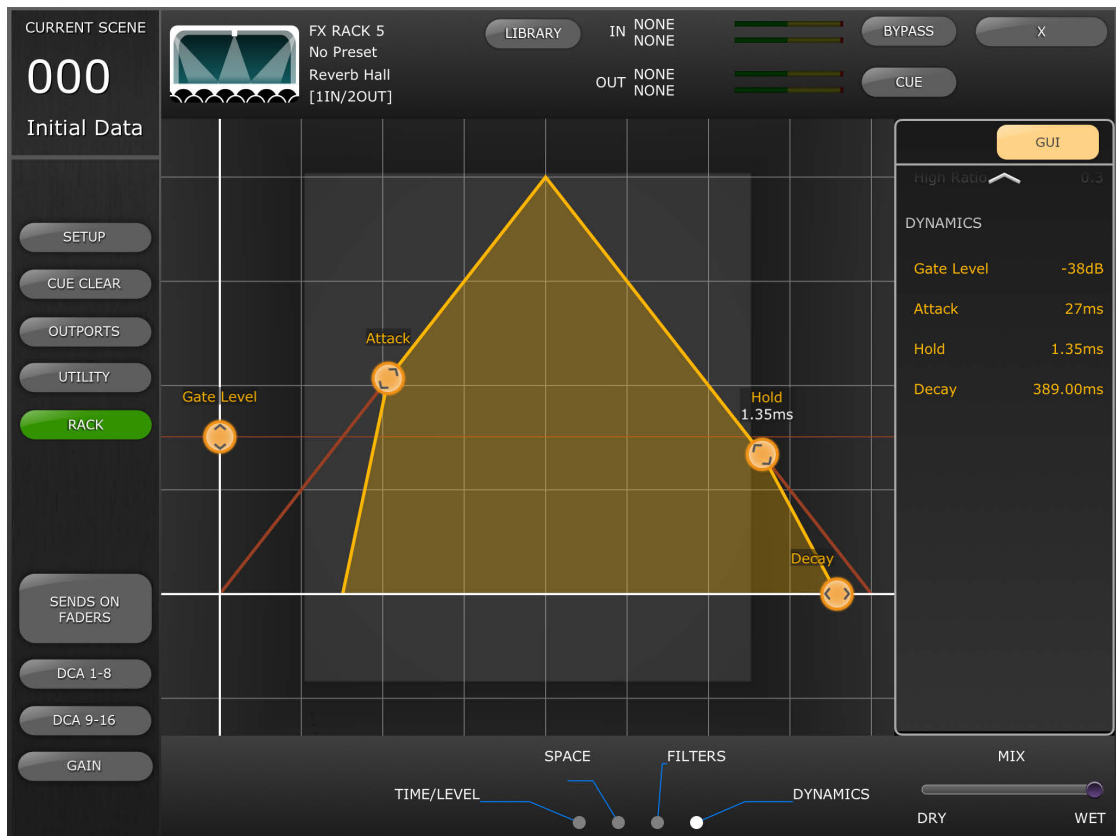 CURRENT SCENE
000
Initial Data
FX RACK 5
No Preset
Reverb Hall
[1IN/2OUT]
LIBRARY
IN NONE
NONE
OUT NONE
NONE
BYPASS
X
CUE
SETUP
CUE CLEAR
OUTPORTS
UTILITY
RACK
SENDS ON
FADERS
DCA 1-8
DCA 9-16
GAIN
Gate Level
Attack
Hold
1.35ms
Decay
GUI
High Ratio 0.3
DYNAMICS
Gate Level -38dB
Attack 27ms
Hold 1.35ms
Decay 389.00ms
TIME/LEVEL
SPACE
FILTERS
DYNAMICS
MIX
DRY WET